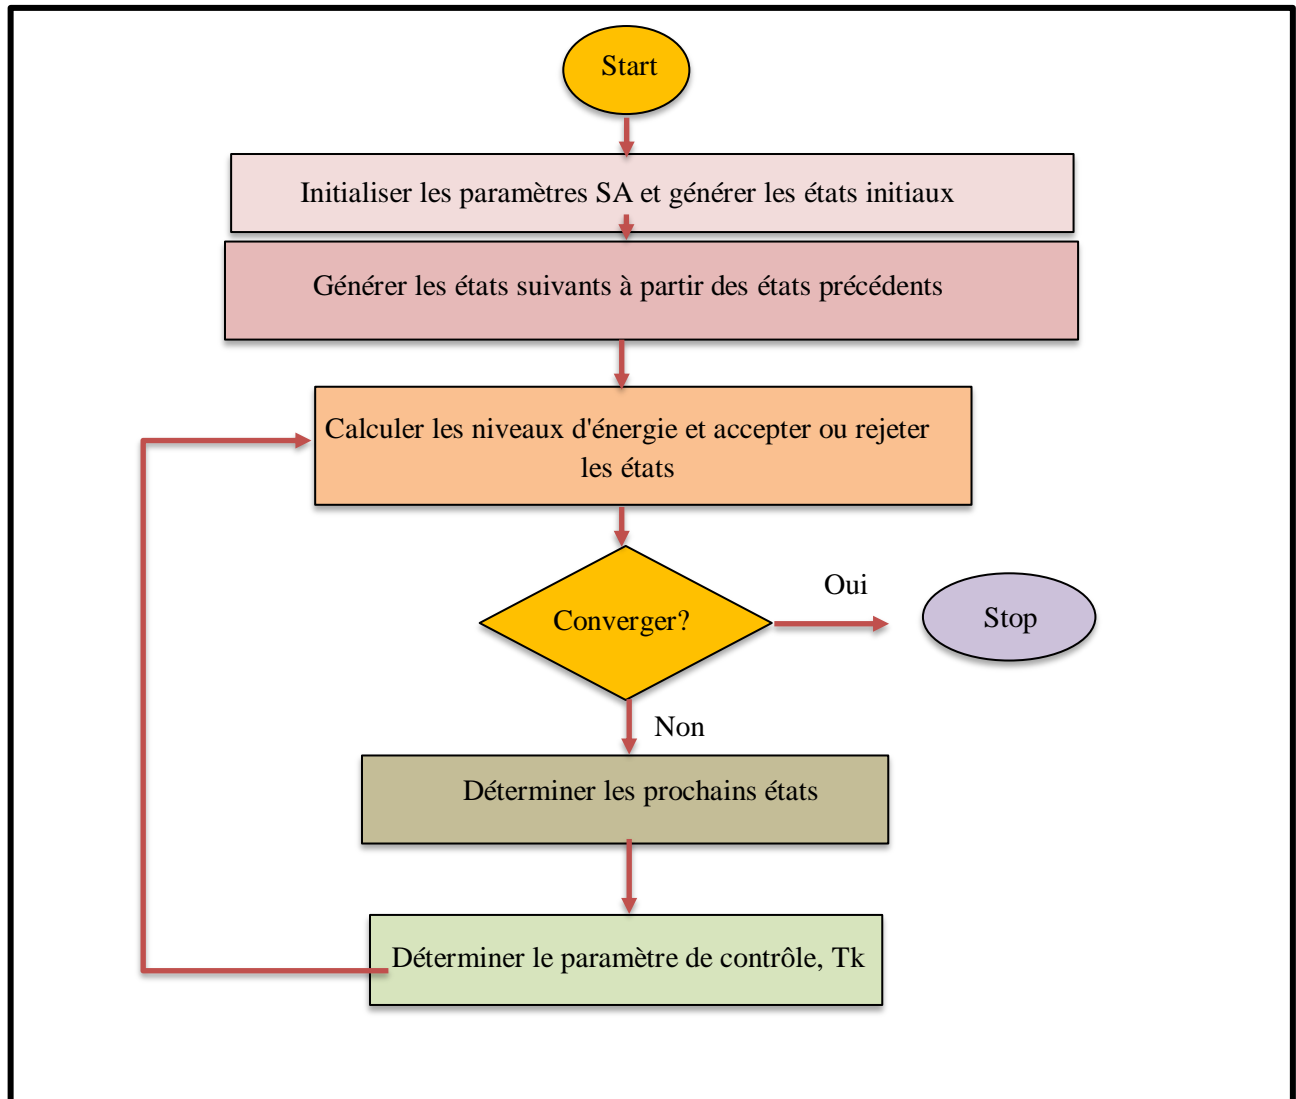 Start
Initialiser les paramètres SA et générer les états initiaux
Générer les états suivants à partir des états précédents
Calculer les niveaux d'énergie et accepter ou rejeter
les états
Converger?
Oui
Stop
Non
Déterminer les prochains états
Déterminer le paramètre de contrôle, Tk